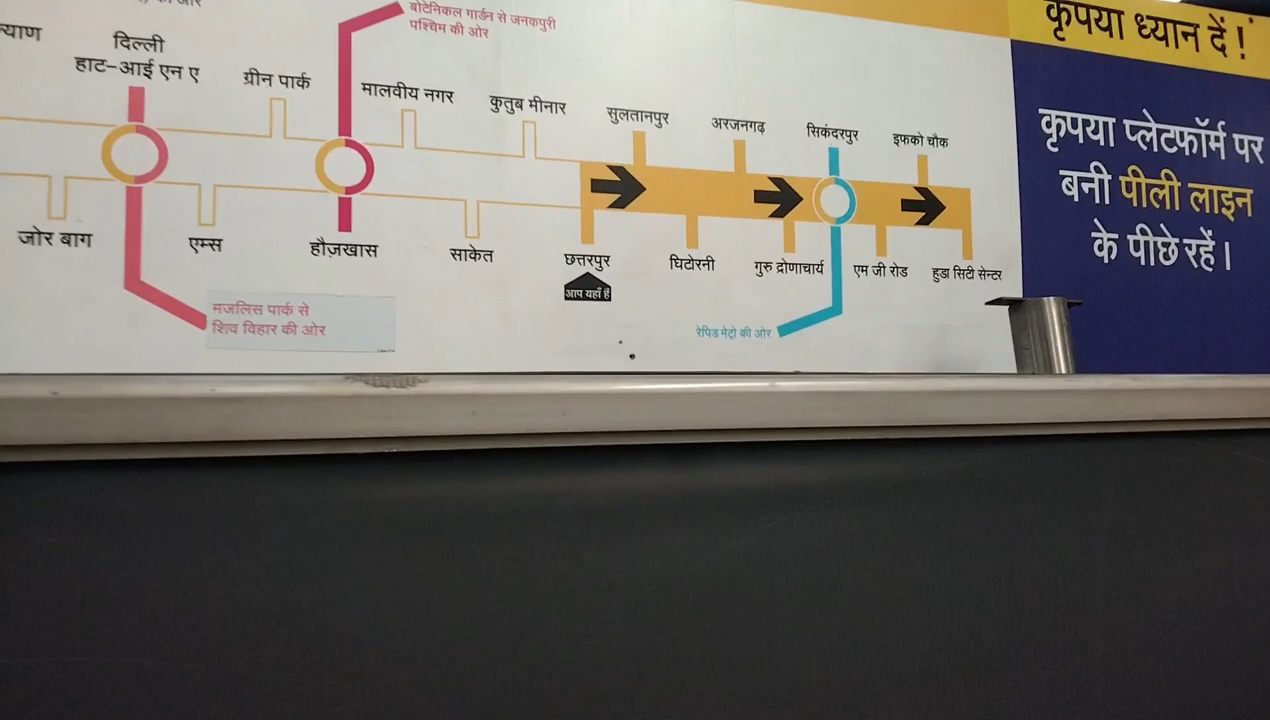 बोटेनिकल गार्डन से जनकपुरी
पश्चिम की ओर
दिल्ली
हाट-आई एन ए
ग्रीन पार्क
मालवीय नगर
कुतुब मीनार
सुलतानपुर
अरजनगढ़
सिकंदरपुर
इफको चौक
जोर बाग
एम्स
हौज़खास
साकेत
छत्तरपुर
घिटोरनी
गुरु द्रोणाचार्य
एम जी रोड
हुडा सिटी सेन्टर
आप यहाँ हैं
मजलिस पार्क से
शिव विहार की ओर
रेपिड मेट्रो की ओर
कृपया ध्यान दें !
कृपया प्लेटफॉर्म पर
बनी पीली लाइन
के पीछे रहें।